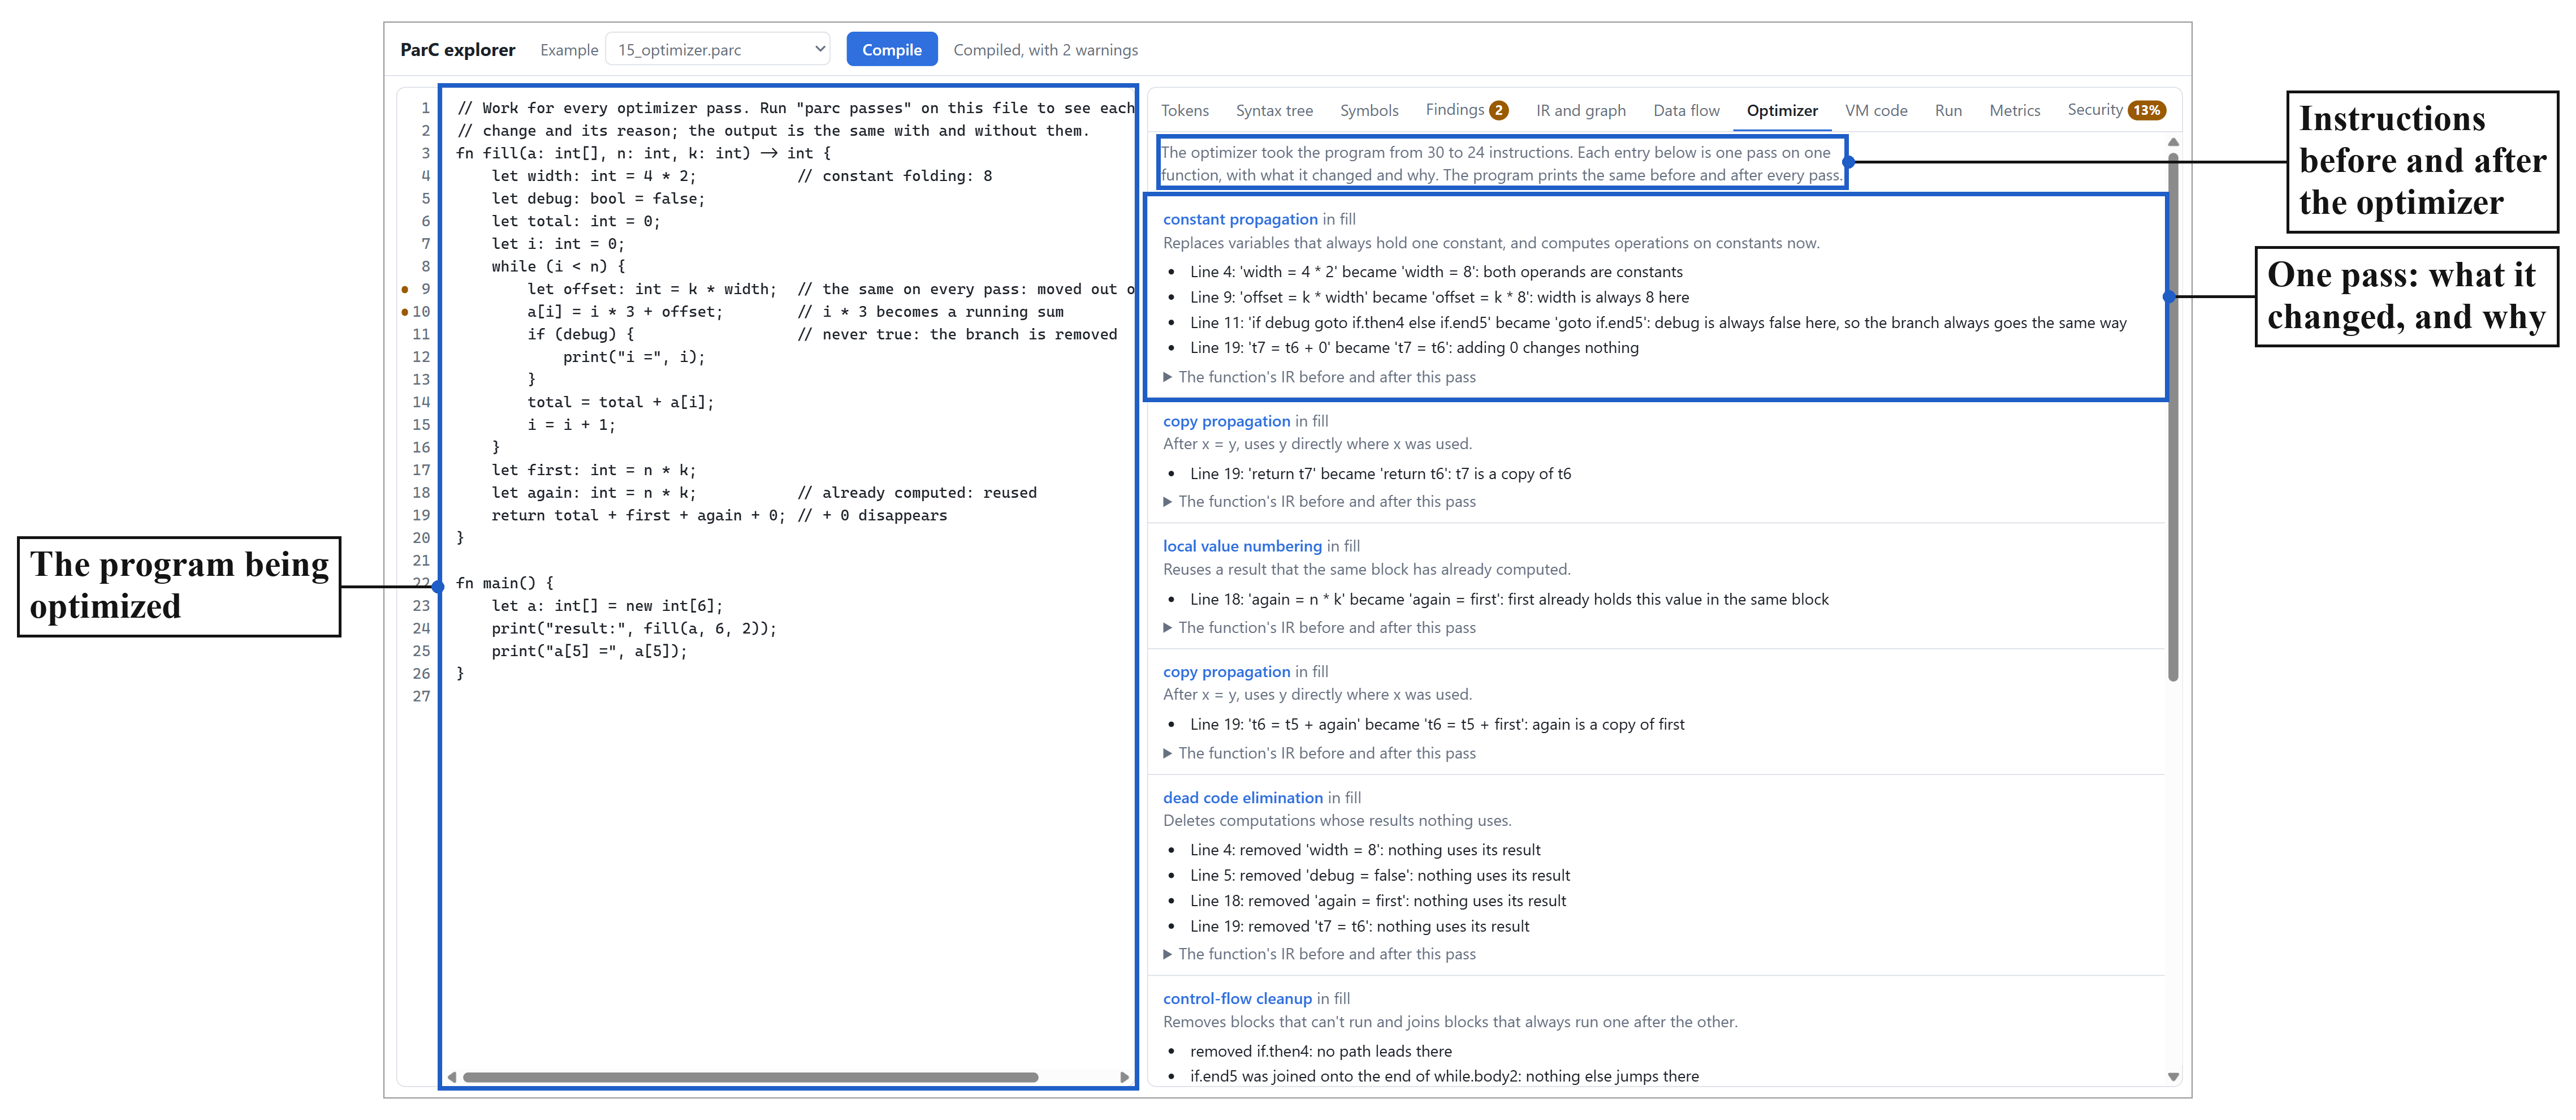 ParC explorer Example 15_optimizer.parc Compile Compiled, with 2 warnings
1 // Work for every optimizer pass. Run "parc passes" on this file to see each
2 // change and its reason; the output is the same with and without them.
3 fn fill(a: int[], n: int, k: int) -> int {
4 let width: int = 4 * 2; // constant folding: 8
5 let debug: bool = false;
6 let total: int = 0;
7 let i: int = 0;
8 while (i < n) {
9 let offset: int = k * width; // the same on every pass: moved out o
10 a[i] = i * 3 + offset; // i * 3 becomes a running sum
11 if (debug) { // never true: the branch is removed
12 print("i =", i);
13 }
14 total = total + a[i];
15 i = i + 1;
16 }
17 let first: int = n * k;
18 let again: int = n * k; // already computed: reused
19 return total + first + again + 0; // + 0 disappears
20 }
21
22 fn main() {
23 let a: int[] = new int[6];
24 print("result:", fill(a, 6, 2));
25 print("a[5] =", a[5]);
26 }
27
Tokens Syntax tree Symbols Findings 2 IR and graph Data flow Optimizer VM code Run Metrics Security 13%
The optimizer took the program from 30 to 24 instructions. Each entry below is one pass on one
function, with what it changed and why. The program prints the same before and after every pass.
constant propagation in fill
Replaces variables that always hold one constant, and computes operations on constants now.
• Line 4: 'width = 4 * 2' became 'width = 8': both operands are constants
• Line 9: 'offset = k * width' became 'offset = k * 8': width is always 8 here
• Line 11: 'if debug goto if.then4 else if.end5' became 'goto if.end5': debug is always false here, so the branch always goes the same way
• Line 19: 't7 = t6 + 0' became 't7 = t6': adding 0 changes nothing
▶ The function's IR before and after this pass
copy propagation in fill
After x = y, uses y directly where x was used.
• Line 19: 'return t7' became 'return t6': t7 is a copy of t6
▶ The function's IR before and after this pass
local value numbering in fill
Reuses a result that the same block has already computed.
• Line 18: 'again = n * k' became 'again = first': first already holds this value in the same block
▶ The function's IR before and after this pass
copy propagation in fill
After x = y, uses y directly where x was used.
• Line 19: 't6 = t5 + again' became 't6 = t5 + first': again is a copy of first
▶ The function's IR before and after this pass
dead code elimination in fill
Deletes computations whose results nothing uses.
• Line 4: removed 'width = 8': nothing uses its result
• Line 5: removed 'debug = false': nothing uses its result
• Line 18: removed 'again = first': nothing uses its result
• Line 19: removed 't7 = t6': nothing uses its result
▶ The function's IR before and after this pass
control-flow cleanup in fill
Removes blocks that can't run and joins blocks that always run one after the other.
• removed if.then4: no path leads there
• if.end5 was joined onto the end of while.body2: nothing else jumps there
The program being
optimized
Instructions
before and after
the optimizer
One pass: what it
changed, and why